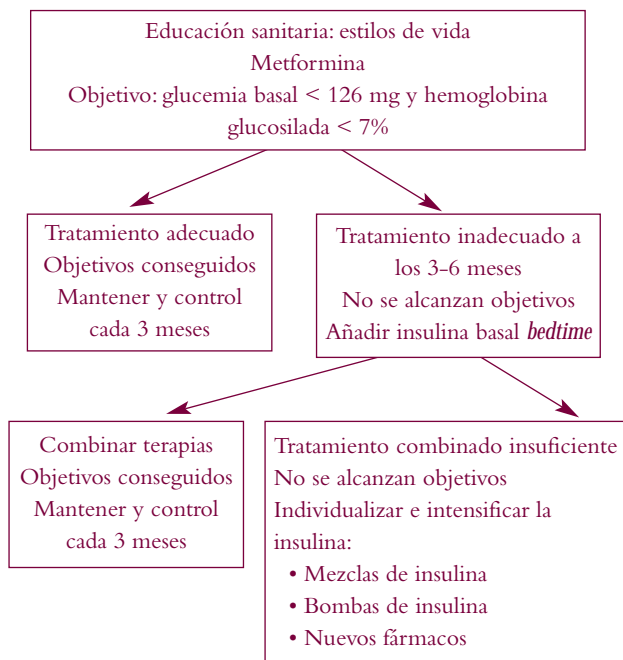 Educación sanitaria: estilos de vida
Metformina
Objetivo: glucemia basal < 126 mg y hemoglobina
glucosilada < 7%
Tratamiento adecuado
Objetivos conseguidos
Mantener y control
cada 3 meses
Tratamiento inadecuado a
los 3-6 meses
No se alcanzan objetivos
Añadir insulina basal bedtime
Combinar terapias
Objetivos conseguidos
Mantener y control
cada 3 meses
Tratamiento combinado insuficiente
No se alcanzan objetivos
Individualizar e intensificar la
insulina:
• Mezclas de insulina
• Bombas de insulina
• Nuevos fármacos